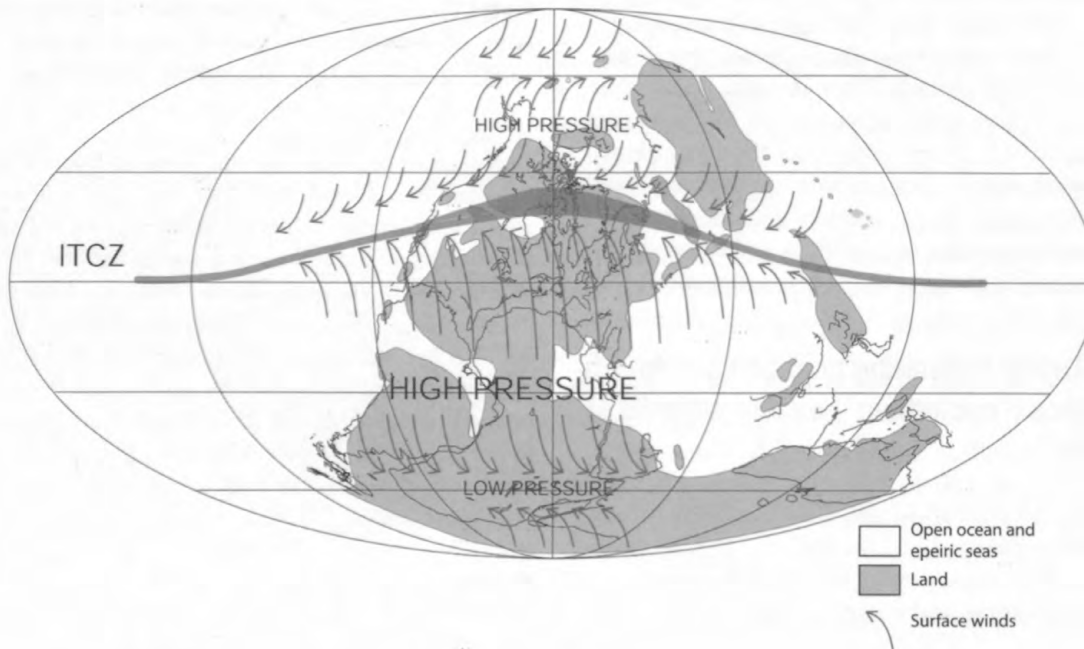 HIGH PRESSURE
ITCZ
HIGH PRESSURE
LOW PRESSURE
Open ocean and
epeiric seas
Land
Surface winds